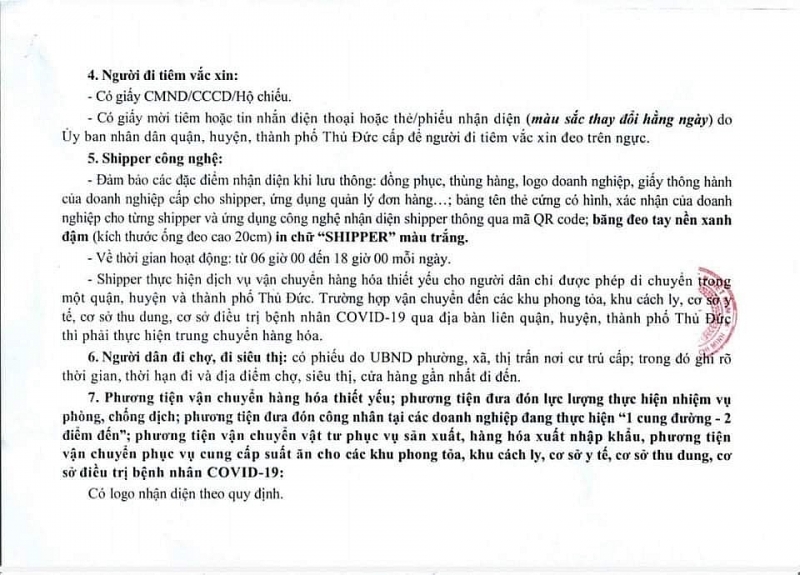 4. Người đi tiêm vắc xin:
- Có giấy CMND/CCCD/Hộ chiếu.
- Có giấy mời tiêm hoặc tin nhắn điện thoại hoặc thẻ/phiếu nhận diện (màu sắc thay đổi hằng ngày) do
Ủy ban nhân dân quận, huyện, thành phố Thủ Đức cấp để người đi tiêm vắc xin đeo trên ngực.
5. Shipper công nghệ:
- Đảm bảo các đặc điểm nhận diện khi lưu thông: đồng phục, thùng hàng, logo doanh nghiệp, giấy thông hành
của doanh nghiệp cấp cho shipper, ứng dụng quản lý đơn hàng…; bảng tên thẻ cứng có hình, xác nhận của doanh
nghiệp cho từng shipper và ứng dụng công nghệ nhận diện shipper thông qua mã QR code; băng đeo tay nền xanh
đậm (kích thước ống đeo cao 20cm) in chữ “SHIPPER” màu trắng.
- Về thời gian hoạt động: từ 06 giờ 00 đến 18 giờ 00 mỗi ngày.
- Shipper thực hiện dịch vụ vận chuyển hàng hóa thiết yếu cho người dân chỉ được phép di chuyển trong
một quận, huyện và thành phố Thủ Đức. Trường hợp vận chuyển đến các khu phong tỏa, khu cách ly, cơ sở y
tế, cơ sở thu dung, cơ sở điều trị bệnh nhân COVID-19 qua địa bàn liên quận, huyện, thành phố Thủ Đức
thì phải thực hiện trung chuyển hàng hóa.
6. Người dân đi chợ, đi siêu thị: có phiếu do UBND phường, xã, thị trấn nơi cư trú cấp; trong đó ghi rõ
thời gian, thời hạn đi và địa điểm chợ, siêu thị, cửa hàng gần nhất đi đến.
7. Phương tiện vận chuyển hàng hóa thiết yếu; phương tiện đưa đón lực lượng thực hiện nhiệm vụ
phòng, chống dịch; phương tiện đưa đón công nhân tại các doanh nghiệp đang thực hiện “1 cung đường - 2
điểm đến”; phương tiện vận chuyển vật tư phục vụ sản xuất, hàng hóa xuất nhập khẩu, phương tiện
vận chuyển phục vụ cung cấp suất ăn cho các khu phong tỏa, khu cách ly, cơ sở y tế, cơ sở thu dung, cơ
sở điều trị bệnh nhân COVID-19:
Có logo nhận diện theo quy định.